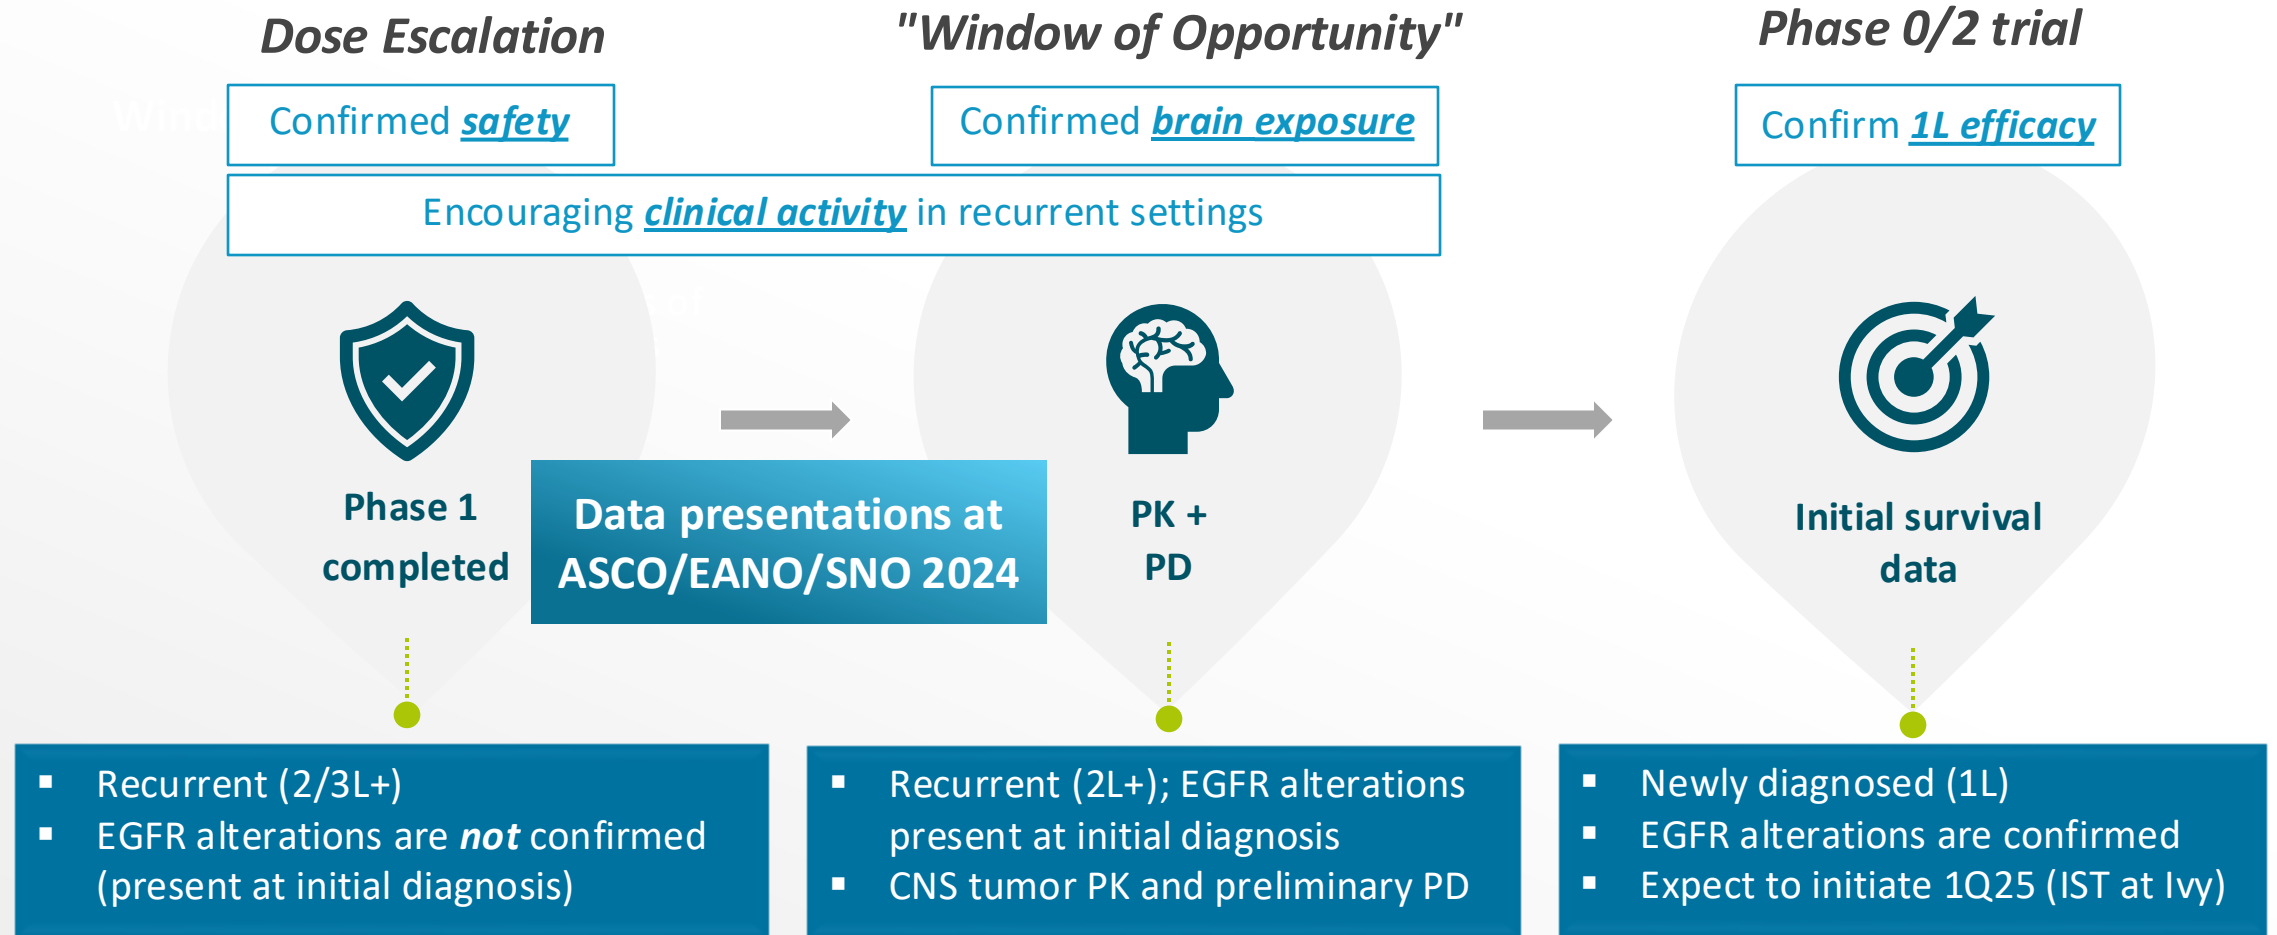 Dose Escalation
Confirmed safety
"Window of Opportunity"
Confirmed brain exposure
Phase 0/2 trial
Confirm 1L efficacy
Encouraging clinical activity in recurrent settings
Phase 1
completed
Data presentations at
ASCO/EANO/SNO 2024
PK +
PD
Initial survival
data
▪ Recurrent (2/3L+)
▪ EGFR alterations are not confirmed
(present at initial diagnosis)
▪ Recurrent (2L+); EGFR alterations
present at initial diagnosis
▪ CNS tumor PK and preliminary PD
▪ Newly diagnosed (1L)
▪ EGFR alterations are confirmed
▪ Expect to initiate 1Q25 (IST at Ivy)